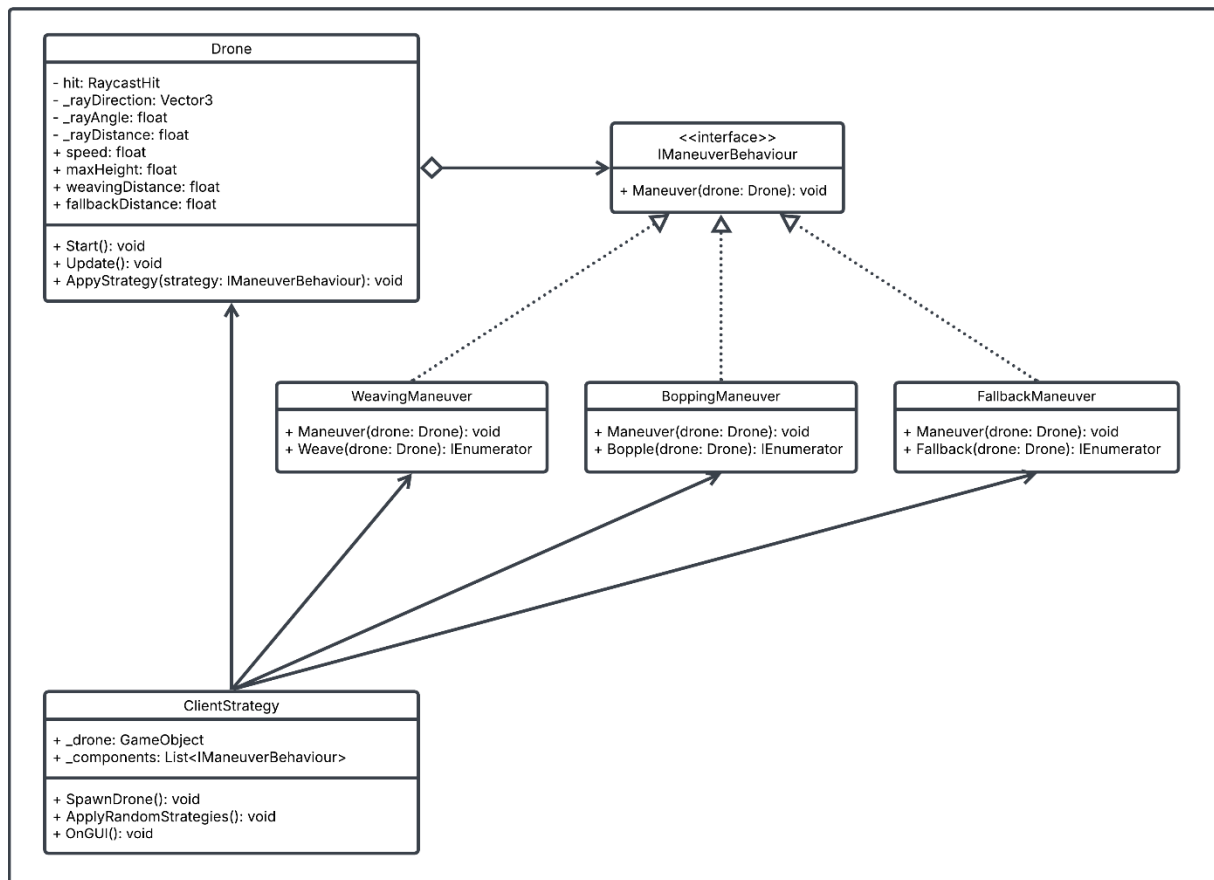 Drone
- hit: RaycastHit
- _rayDirection: Vector3
- _rayAngle: float
- _rayDistance: float
+ speed: float
+ maxHeight: float
+ weavingDistance: float
+ fallbackDistance: float
+ Start(): void
+ Update(): void
+ AppyStrategy(strategy: IManeuverBehaviour): void
<<interface>>
IManeuverBehaviour
+ Maneuver(drone: Drone): void
WeavingManeuver
+ Maneuver(drone: Drone): void
+ Weave(drone: Drone): IEnumerator
BoppingManeuver
+ Maneuver(drone: Drone): void
+ Bopple(drone: Drone): IEnumerator
FallbackManeuver
+ Maneuver(drone: Drone): void
+ Fallback(drone: Drone): IEnumerator
ClientStrategy
+ _drone: GameObject
+ _components: List<IManeuverBehaviour>
+ SpawnDrone(): void
+ ApplyRandomStrategies(): void
+ OnGUI(): void